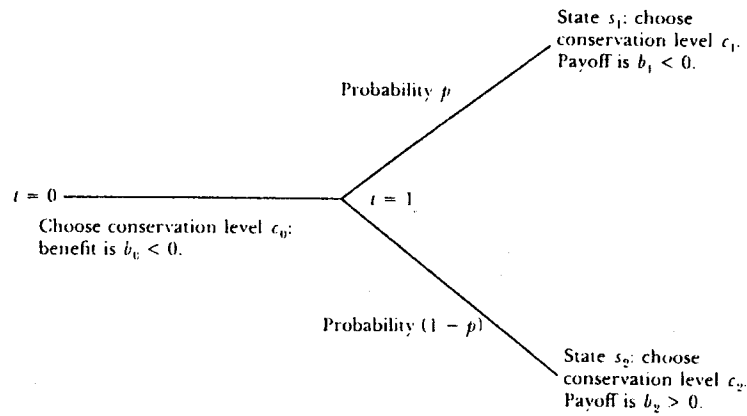 State s₁: choose
conservation level c₁.
Payoff is b₁ < 0.
Probability p
t = 0
t = 1
Choose conservation level c₀:
benefit is b₀ < 0.
Probability (1 − p)
State s₂: choose
conservation level c₂.
Payoff is b₂ > 0.